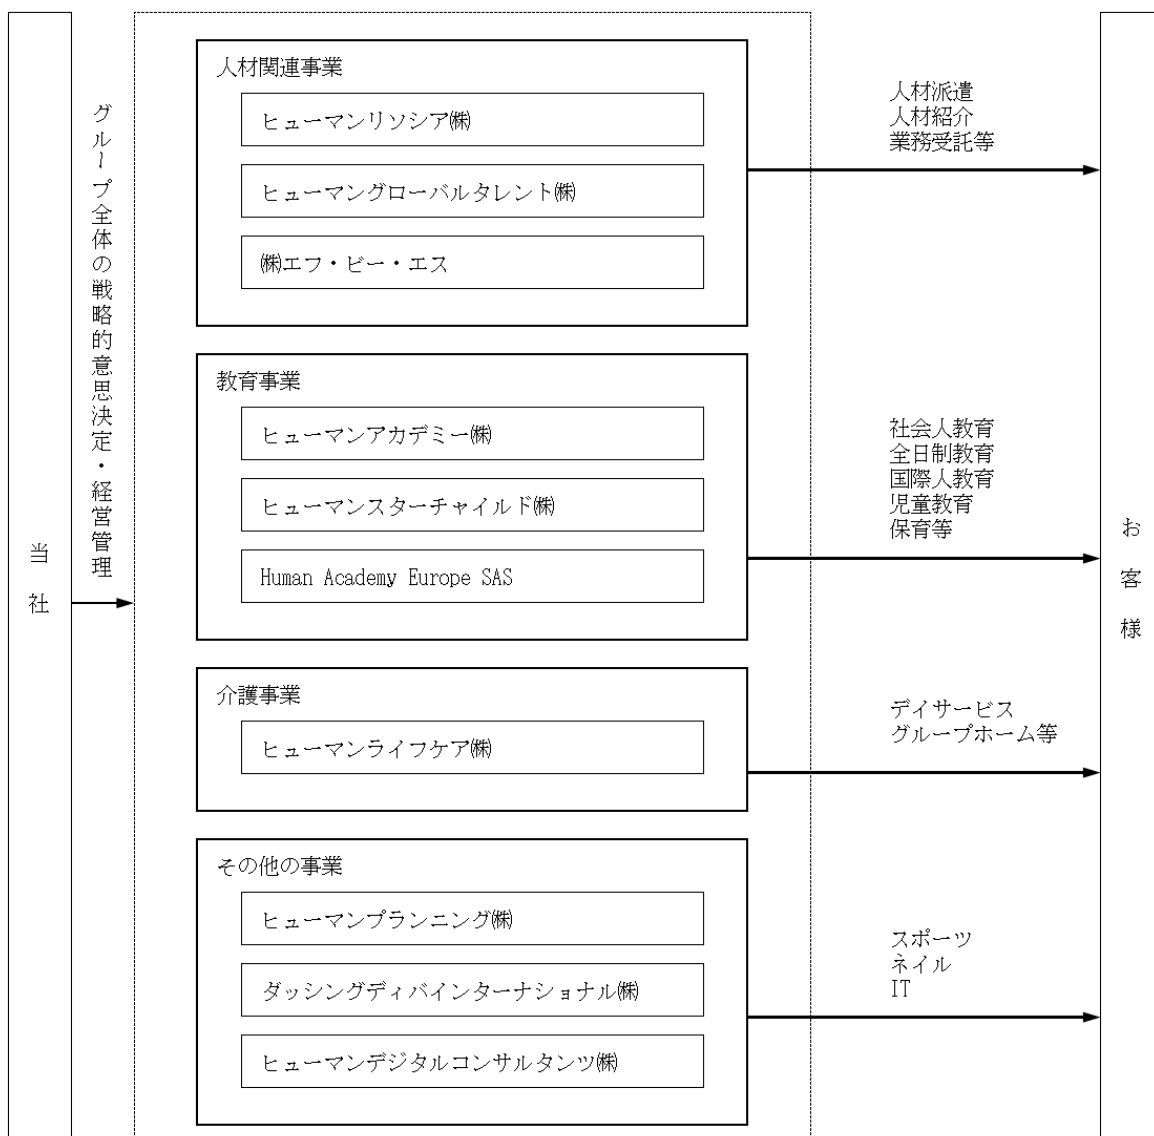 当社
グループ全体の戦略的意思決定・経営管理
人材関連事業
ヒューマンリソシア㈱
ヒューマングローバルタレント㈱
㈱エフ・ビー・エス
人材派遣
人材紹介
業務受託等
教育事業
ヒューマンアカデミー㈱
ヒューマンスターチャイルド㈱
Human Academy Europe SAS
社会人教育
全日制教育
国際人教育
児童教育
保育等
介護事業
ヒューマンライフケア㈱
デイサービス
グループホーム等
その他の事業
ヒューマンプランニング㈱
ダッシングディバインターナショナル㈱
ヒューマンデジタルコンサルタンツ㈱
スポーツ
ネイル
IT
お客様